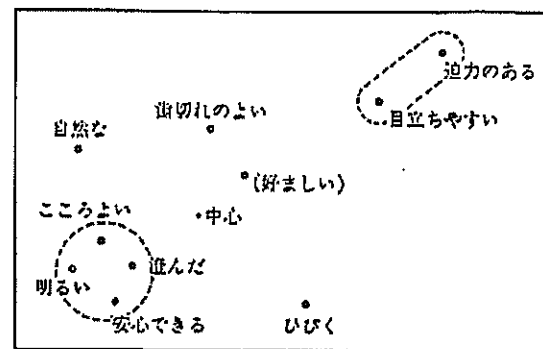 迫力のある
目立ちやすい
歯切れのよい
自然な
(好ましい)
中心
こころよい
澄んだ
明るい
安心できる
ひびく